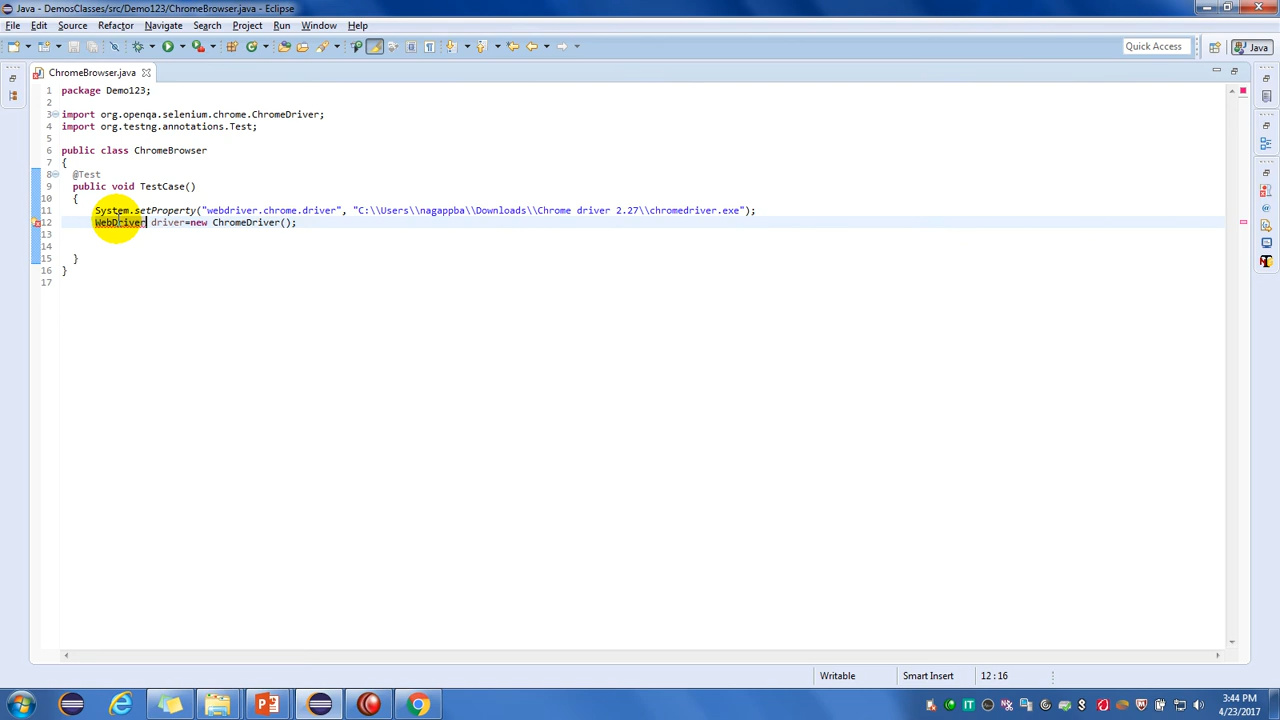 Java - DemosClasses/src/Demo123/ChromeBrowser.java - Eclipse
File Edit Source Refactor Navigate Search Project Run Window Help
Quick Access
Java
ChromeBrowser.java
1 package Demo123;
2
3 import org.openqa.selenium.chrome.ChromeDriver;
4 import org.testng.annotations.Test;
5
6 public class ChromeBrowser
7 {
8 @Test
9 public void TestCase()
10 {
11 System.setProperty("webdriver.chrome.driver", "C:\\Users\\nagappba\\Downloads\\Chrome driver 2.27\\chromedriver.exe");
12 WebDriver driver=new ChromeDriver();
13
14
15 }
16 }
17
Writable Smart Insert 12:16
IT
3:44 PM
4/23/2017